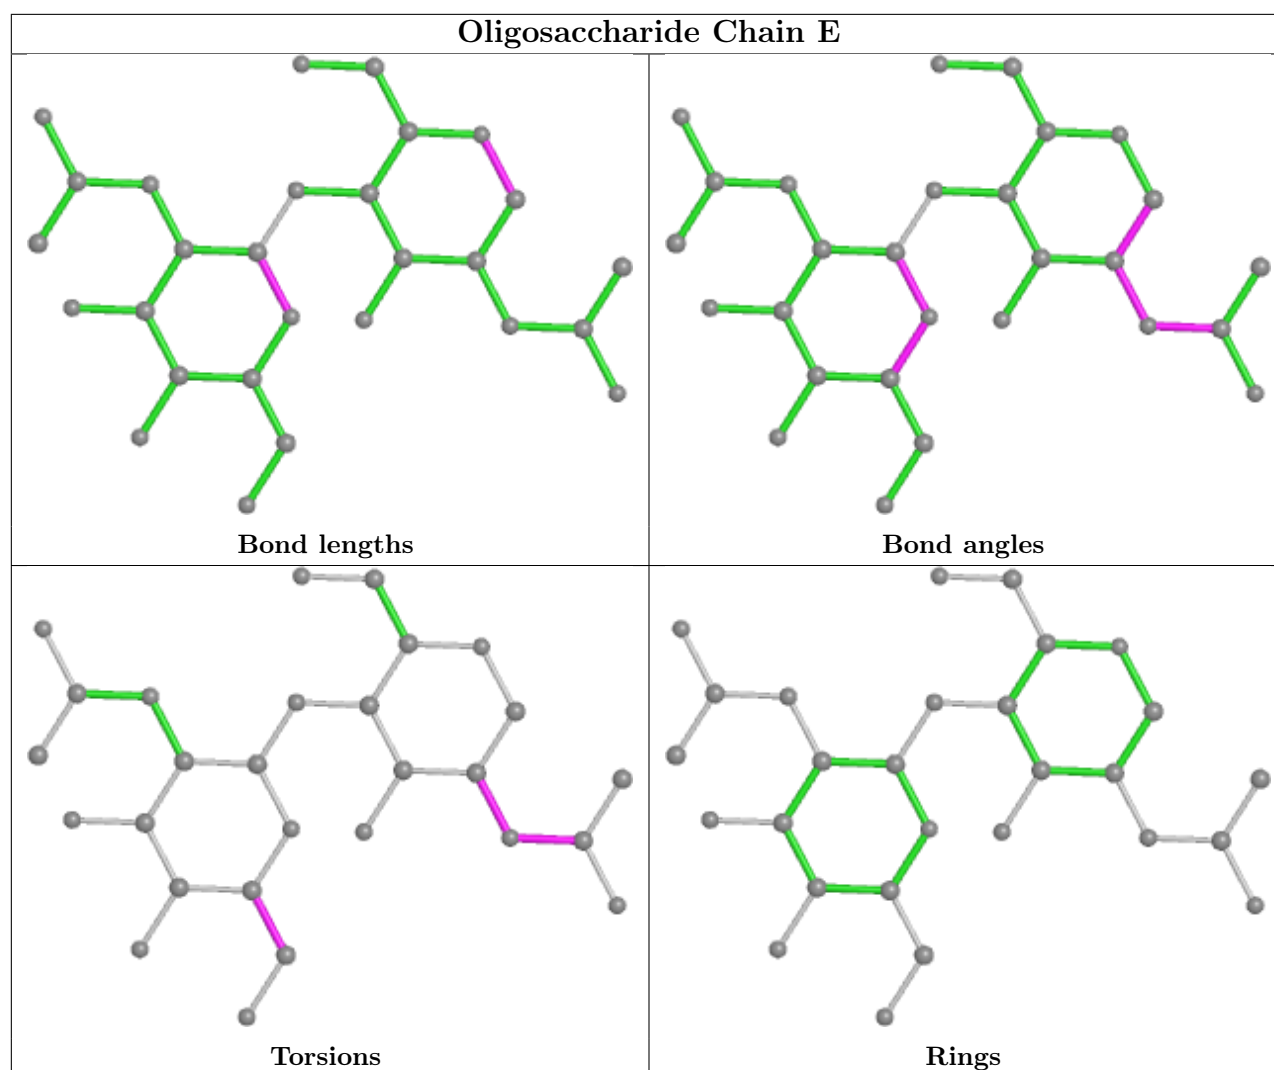 Oligosaccharide Chain E
Bond lengths
Bond angles
Torsions
Rings